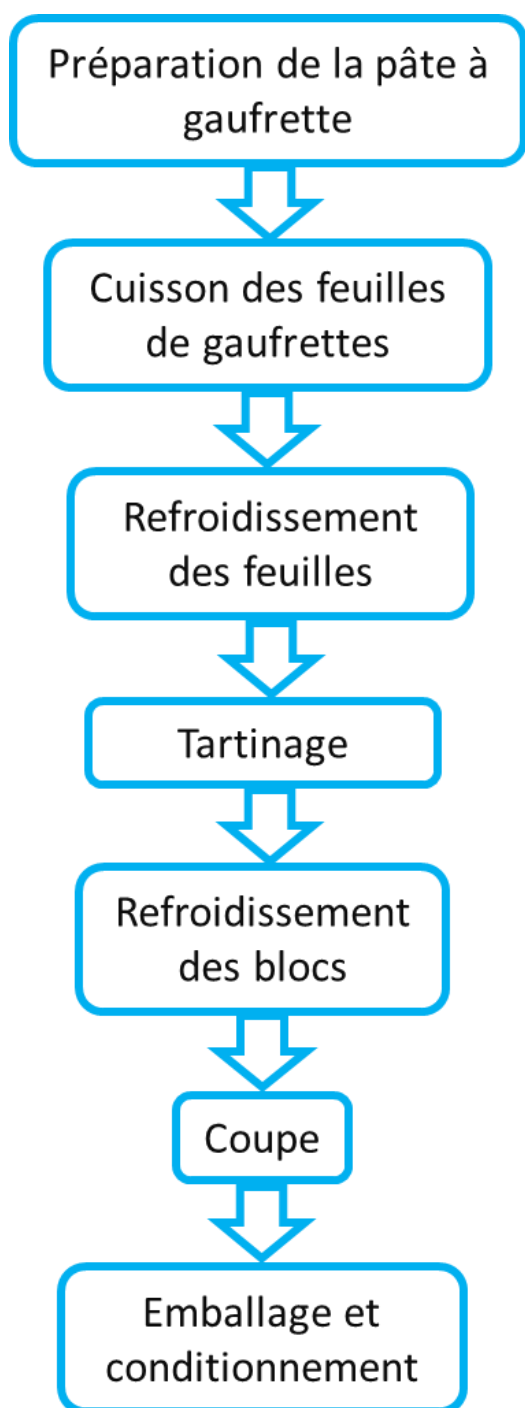 Préparation de la pâte à
gaufrette
Cuisson des feuilles
de gaufrettes
Refroidissement
des feuilles
Tartinage
Refroidissement
des blocs
Coupe
Emballage et
conditionnement